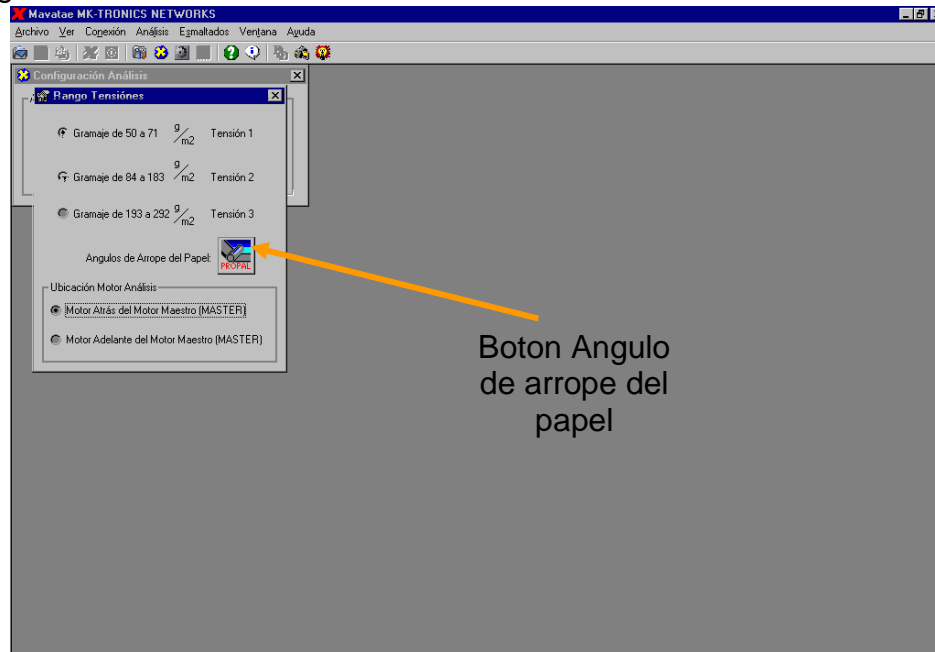 Mavatae MK-TRONICS NETWORKS
Archivo Ver Conexión Análisis Esmaltados Ventana Ayuda
Configuración Análisis
Rango Tensiónes
Gramaje de 50 a 71 g/m2 Tensión 1
Gramaje de 84 a 183 g/m2 Tensión 2
Gramaje de 193 a 292 g/m2 Tensión 3
Angulos de Arrope del Papel:
PROPAL
Ubicación Motor Análisis
Motor Atrás del Motor Maestro (MASTER)
Motor Adelante del Motor Maestro (MASTER)
Boton Angulo
de arrope del
papel